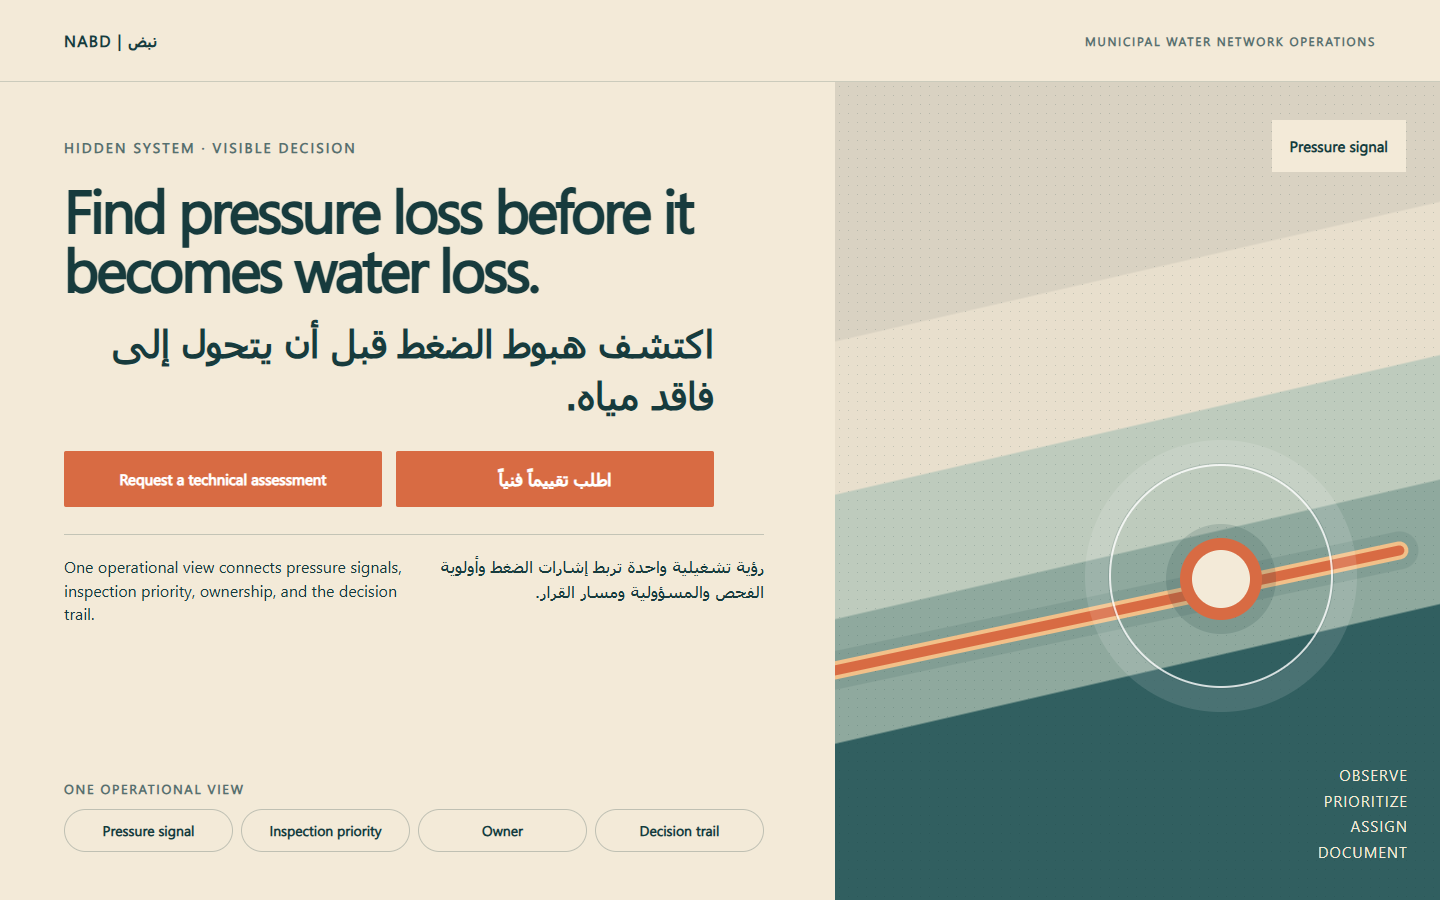 NABD | نبض
MUNICIPAL WATER NETWORK OPERATIONS
HIDDEN SYSTEM · VISIBLE DECISION
Find pressure loss before it
becomes water loss.
اكتشف هبوط الضغط قبل أن يتحول إلى
فاقد مياه.
Request a technical assessment
اطلب تقييماً فنياً
One operational view connects pressure signals,
inspection priority, ownership, and the decision
trail.
رؤية تشغيلية واحدة تربط إشارات الضغط وأولوية
الفحص والمسؤولية ومسار القرار.
ONE OPERATIONAL VIEW
Pressure signal
Inspection priority
Owner
Decision trail
Pressure signal
OBSERVE
PRIORITIZE
ASSIGN
DOCUMENT